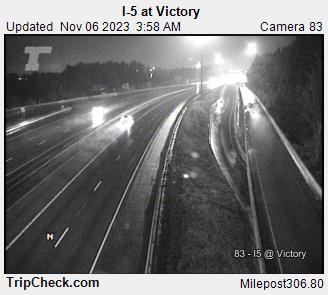 I-5 at Victory
Updated Nov 06 2023 3:58 AM Camera 83
T
N
83 - I5 @ Victory
TripCheck.com Milepost306.80